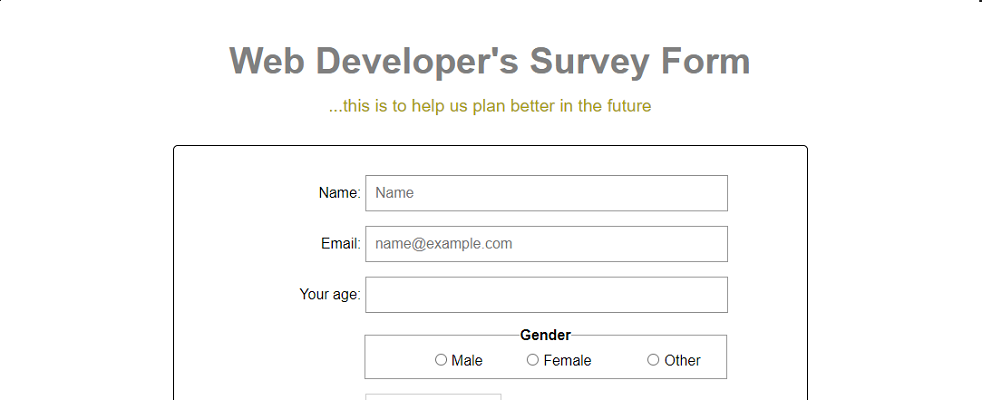 Web Developer's Survey Form
...this is to help us plan better in the future
Name: Name
Email: name@example.com
Your age:
Gender
Male Female Other